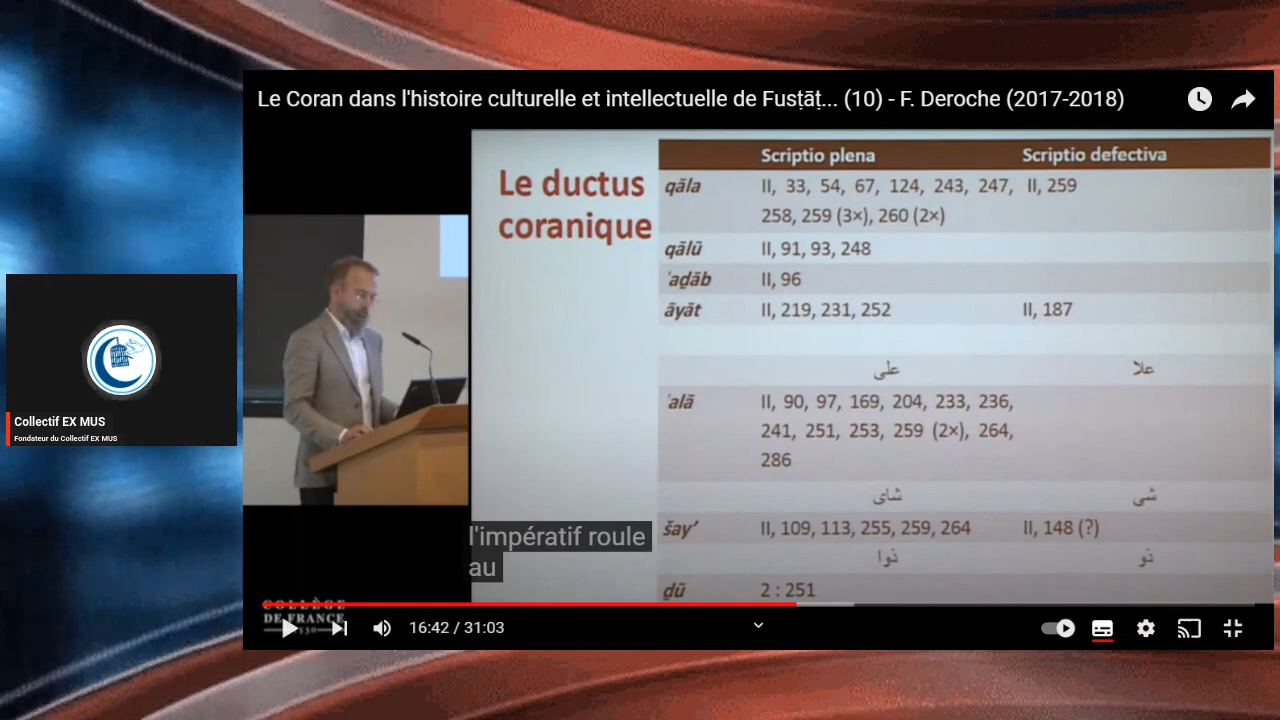 Le Coran dans l'histoire culturelle et intellectuelle de Fusṭāṭ... (10) - F. Deroche (2017-2018)
Le ductus
coranique
Scriptio plena Scriptio defectiva
qāla II, 33, 54, 67, 124, 243, 247, II, 259
258, 259 (3×), 260 (2×)
qālū II, 91, 93, 248
ʿaḏāb II, 96
āyāt II, 219, 231, 252 II, 187
على علا
ʿalā II, 90, 97, 169, 204, 233, 236,
241, 251, 253, 259 (2×), 264,
286
شاى شى
šayʾ II, 109, 113, 255, 259, 264 II, 148 (?)
ذوا ذو
ḏū 2 : 251
l'impératif roule
au
Collectif EX MUS
Fondateur du Collectif EX MUS
COLLÈGE
DE FRANCE
1530
16:42 / 31:03